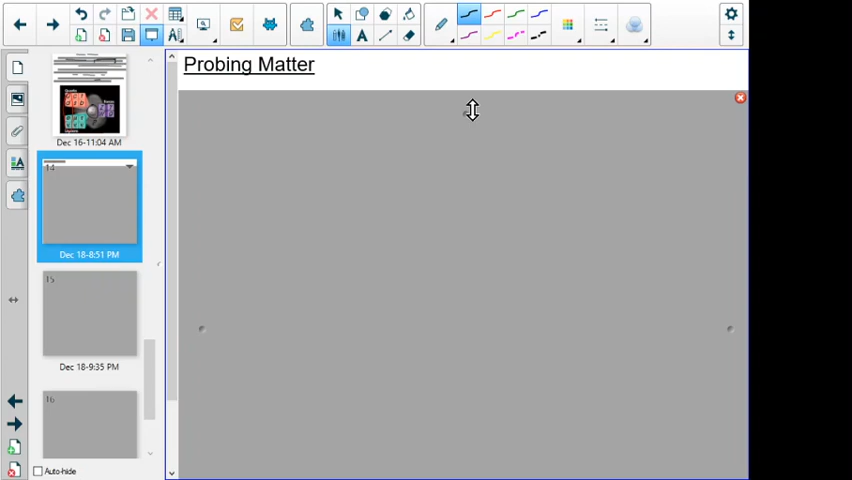 Probing Matter
Dec 16-11:04 AM
14
Dec 18-8:51 PM
15
Dec 18-9:35 PM
16
Auto-hide